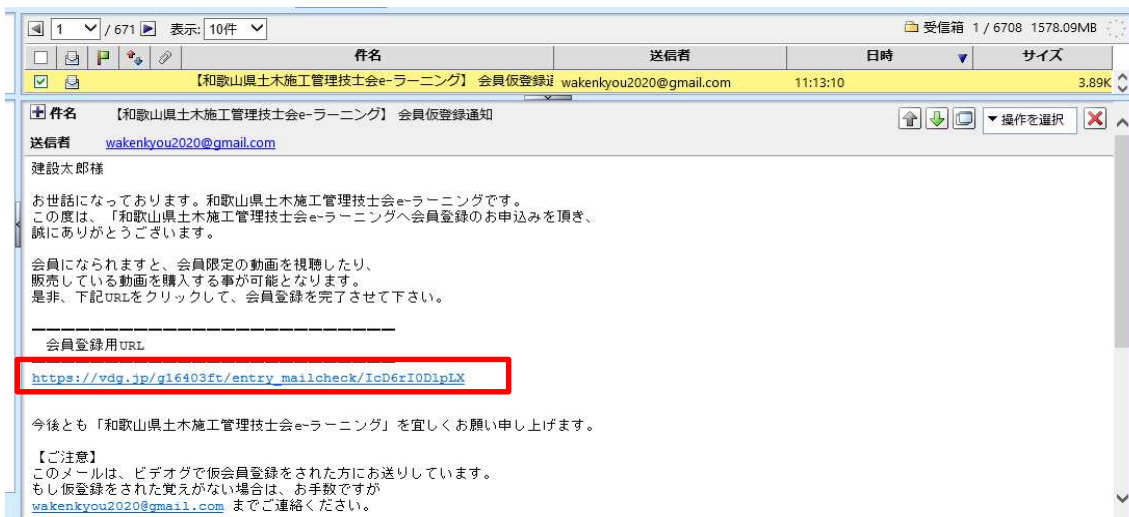 1 / 671 表示: 10件 受信箱 1 / 6708 1578.09MB
件名 送信者 日時 サイズ
【和歌山県土木施工管理技士会e-ラーニング】 会員仮登録通 wakenkyou2020@gmail.com 11:13:10 3.89K
件名 【和歌山県土木施工管理技士会e-ラーニング】 会員仮登録通知 操作を選択
送信者 wakenkyou2020@gmail.com
建設太郎様
お世話になっております。和歌山県土木施工管理技士会e-ラーニングです。
この度は、「和歌山県土木施工管理技士会e-ラーニングへ会員登録のお申込みを頂き、
誠にありがとうございます。
会員になられますと、会員限定の動画を視聴したり、
販売している動画を購入する事が可能となります。
是非、下記URLをクリックして、会員登録を完了させて下さい。
会員登録用URL
https://vdg.jp/g16403ft/entry_mailcheck/IcD6rI0DlpLX
今後とも「和歌山県土木施工管理技士会e-ラーニング」を宜しくお願い申し上げます。
【ご注意】
このメールは、ビデオグで仮会員登録をされた方にお送りしています。
もし仮登録をされた覚えがない場合は、お手数ですが
wakenkyou2020@gmail.com までご連絡ください。